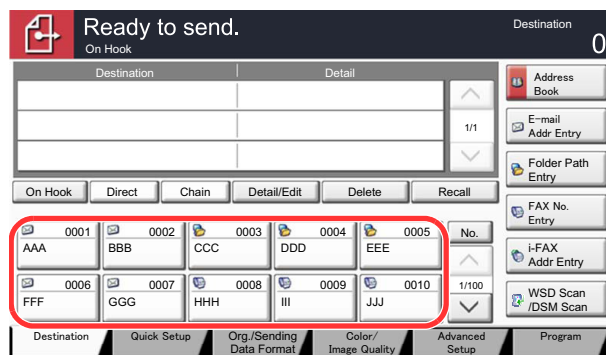 Ready to send.
On Hook
Destination
0
Destination Detail
1/1
Address
Book
E-mail
Addr Entry
Folder Path
Entry
FAX No.
Entry
i-FAX
Addr Entry
WSD Scan
/DSM Scan
On Hook Direct Chain Detail/Edit Delete Recall
0001 0002 0003 0004 0005 No.
AAA BBB CCC DDD EEE
0006 0007 0008 0009 0010 1/100
FFF GGG HHH III JJJ
Destination Quick Setup Org./Sending
Data Format Color/
Image Quality Advanced
Setup Program